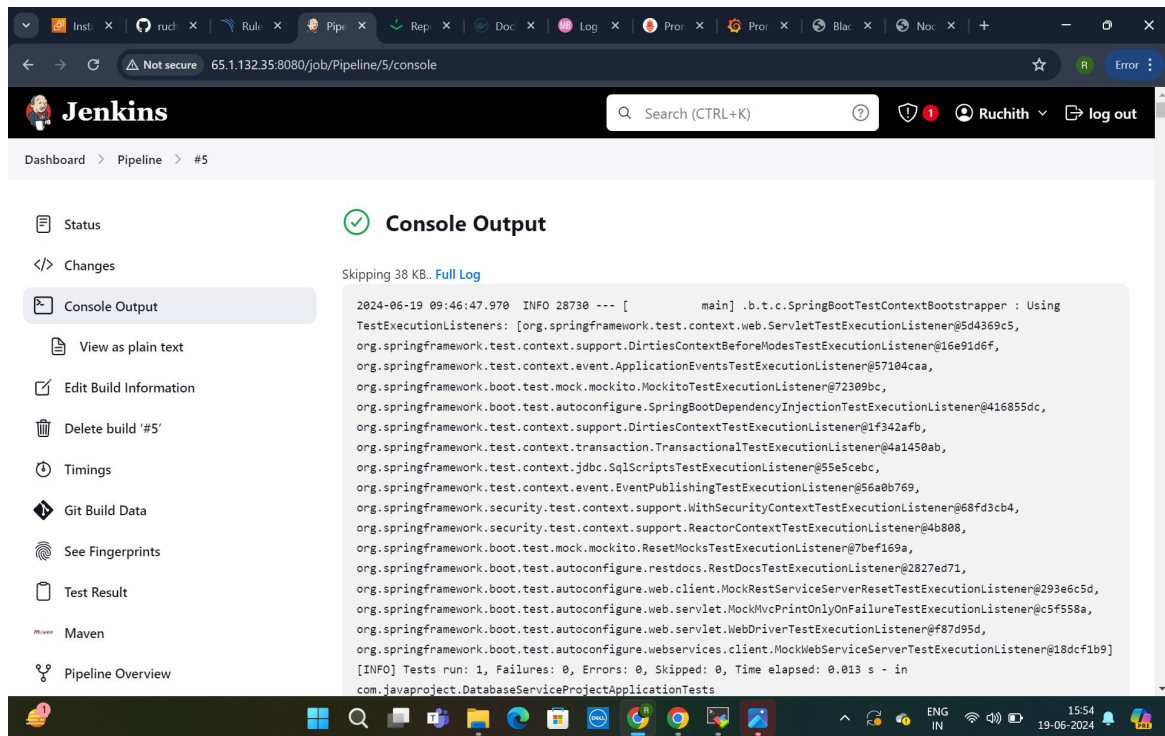 Inst
ruch
Rule
Pipe
Rep
Doc
Log
Pror
Pror
Blac
Noc
Not secure 65.1.132.35:8080/job/Pipeline/5/console
R
Error
Jenkins
Search (CTRL+K)
1
Ruchith
log out
Dashboard > Pipeline > #5
Status
Changes
Console Output
View as plain text
Edit Build Information
Delete build ‘#5’
Timings
Git Build Data
See Fingerprints
Test Result
Maven
Pipeline Overview
Console Output
Skipping 38 KB.. Full Log
2024-06-19 09:46:47.970 INFO 28730 --- [ main] .b.t.c.SpringBootTestContextBootstrapper : Using
TestExecutionListeners: [org.springframework.test.context.web.ServletTestExecutionListener@5d4369c5,
org.springframework.test.context.support.DirtiesContextBeforeModesTestExecutionListener@16e91d6f,
org.springframework.test.context.event.ApplicationEventsTestExecutionListener@57104caa,
org.springframework.boot.test.mock.mockito.MockitoTestExecutionListener@72309bc,
org.springframework.boot.test.autoconfigure.SpringBootDependencyInjectionTestExecutionListener@416855dc,
org.springframework.test.context.support.DirtiesContextTestExecutionListener@1f342afb,
org.springframework.test.context.transaction.TransactionalTestExecutionListener@4a1450ab,
org.springframework.test.context.jdbc.SqlScriptsTestExecutionListener@55e5cebc,
org.springframework.test.context.event.EventPublishingTestExecutionListener@56a0b769,
org.springframework.security.test.context.support.WithSecurityContextTestExecutionListener@68fd3cb4,
org.springframework.security.test.context.support.ReactorContextTestExecutionListener@4b808,
org.springframework.boot.test.mock.mockito.ResetMocksTestExecutionListener@7bef169a,
org.springframework.boot.test.autoconfigure.restdocs.RestDocsTestExecutionListener@2827ed71,
org.springframework.boot.test.autoconfigure.web.client.MockRestServiceServerResetTestExecutionListener@293e6c5d,
org.springframework.boot.test.autoconfigure.web.servlet.MockMvcPrintOnlyOnFailureTestExecutionListener@c5f558a,
org.springframework.boot.test.autoconfigure.web.servlet.WebDriverTestExecutionListener@f87d95d,
org.springframework.boot.test.autoconfigure.webservices.client.MockWebServiceServerTestExecutionListener@18dcf1b9]
[INFO] Tests run: 1, Failures: 0, Errors: 0, Skipped: 0, Time elapsed: 0.013 s - in
com.javaproject.DatabaseServiceProjectApplicationTests
1
DELL
ENG
IN
15:54
19-06-2024
PRE